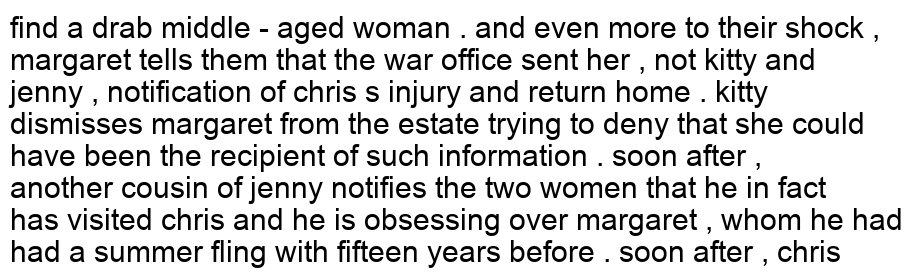 find a drab middle - aged woman . and even more to their shock ,
margaret tells them that the war office sent her , not kitty and
jenny , notification of chris s injury and return home . kitty
dismisses margaret from the estate trying to deny that she could
have been the recipient of such information . soon after ,
another cousin of jenny notifies the two women that he in fact
has visited chris and he is obsessing over margaret , whom he had
had a summer fling with fifteen years before . soon after , chris